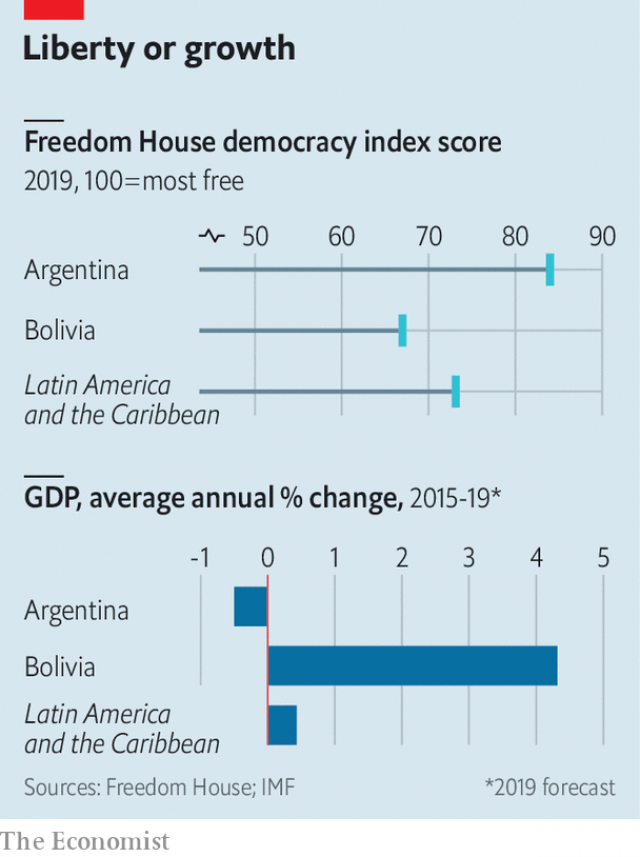 Liberty or growth
Freedom House democracy index score
2019, 100=most free
50 60 70 80 90
Argentina
Bolivia
Latin America
and the Caribbean
GDP, average annual % change, 2015-19*
-1 0 1 2 3 4 5
Argentina
Bolivia
Latin America
and the Caribbean
Sources: Freedom House; IMF *2019 forecast
The Economist